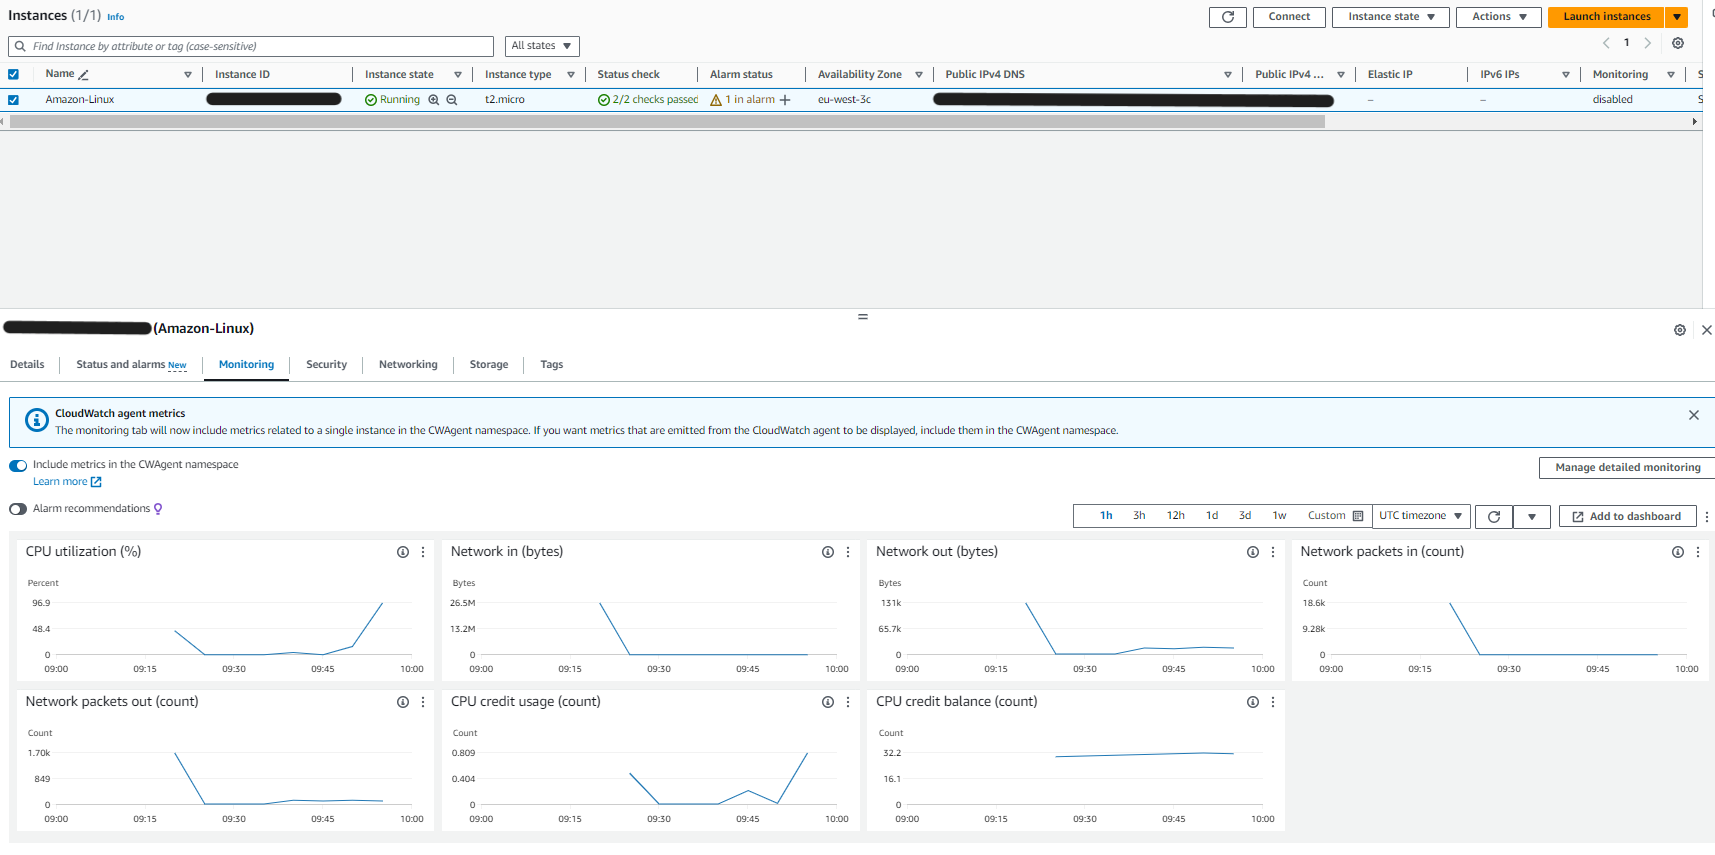 Instances (1/1) Info
Connect
Instance state
Actions
Launch instances
Find Instance by attribute or tag (case-sensitive)
All states
1
Name Instance ID Instance state Instance type Status check Alarm status Availability Zone Public IPv4 DNS Public IPv4 ... Elastic IP IPv6 IPs Monitoring S
Amazon-Linux Running t2.micro 2/2 checks passed 1 in alarm + eu-west-3c – – disabled S
(Amazon-Linux)
Details Status and alarms New Monitoring Security Networking Storage Tags
CloudWatch agent metrics
The monitoring tab will now include metrics related to a single instance in the CWAgent namespace. If you want metrics that are emitted from the CloudWatch agent to be displayed, include them in the CWAgent namespace.
Include metrics in the CWAgent namespace
Learn more
Manage detailed monitoring
Alarm recommendations
1h 3h 12h 1d 3d 1w Custom UTC timezone
Add to dashboard
CPU utilization (%)
Percent
96.9
48.4
0
09:00 09:15 09:30 09:45 10:00
Network in (bytes)
Bytes
26.5M
13.2M
0
09:00 09:15 09:30 09:45 10:00
Network out (bytes)
Bytes
131k
65.7k
0
09:00 09:15 09:30 09:45 10:00
Network packets in (count)
Count
18.6k
9.28k
0
09:00 09:15 09:30 09:45 10:00
Network packets out (count)
Count
1.70k
849
0
09:00 09:15 09:30 09:45 10:00
CPU credit usage (count)
Count
0.809
0.404
0
09:00 09:15 09:30 09:45 10:00
CPU credit balance (count)
Count
32.2
16.1
0
09:00 09:15 09:30 09:45 10:00